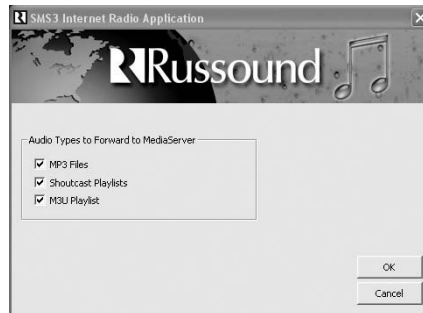 SMS3 Internet Radio Application
Russound
Audio Types to Forward to MediaServer
MP3 Files
Shoutcast Playlists
M3U Playlist
OK
Cancel